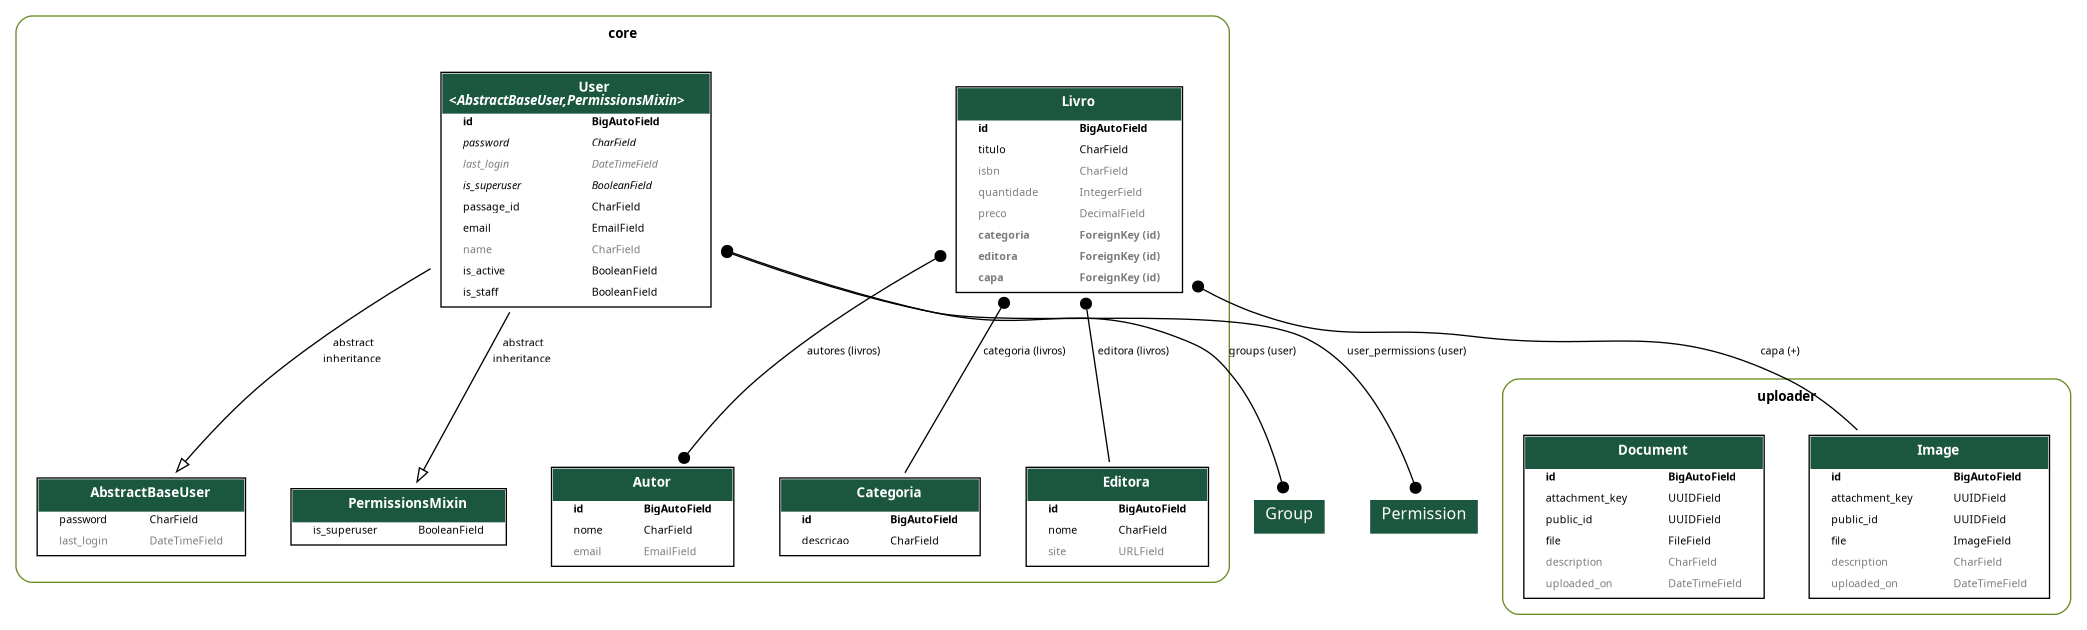 core
User
<AbstractBaseUser,PermissionsMixin>
id BigAutoField
password CharField
last_login DateTimeField
is_superuser BooleanField
passage_id CharField
email EmailField
name CharField
is_active BooleanField
is_staff BooleanField
Livro
id BigAutoField
titulo CharField
isbn CharField
quantidade IntegerField
preco DecimalField
categoria ForeignKey (id)
editora ForeignKey (id)
capa ForeignKey (id)
abstract
inheritance
abstract
inheritance
autores (livros)
categoria (livros)
editora (livros)
groups (user)
user_permissions (user)
capa (+)
AbstractBaseUser
password CharField
last_login DateTimeField
PermissionsMixin
is_superuser BooleanField
Autor
id BigAutoField
nome CharField
email EmailField
Categoria
id BigAutoField
descricao CharField
Editora
id BigAutoField
nome CharField
site URLField
Group
Permission
uploader
Document
id BigAutoField
attachment_key UUIDField
public_id UUIDField
file FileField
description CharField
uploaded_on DateTimeField
Image
id BigAutoField
attachment_key UUIDField
public_id UUIDField
file ImageField
description CharField
uploaded_on DateTimeField